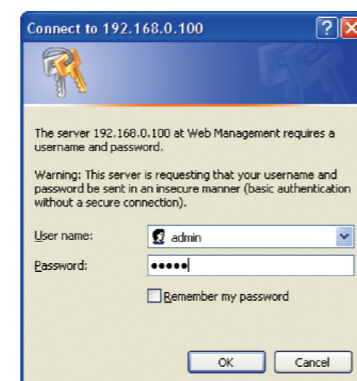 Connect to 192.168.0.100
The server 192.168.0.100 at Web Management requires a
username and password.
Warning: This server is requesting that your username and
password be sent in an insecure manner (basic authentication
without a secure connection).
User name:
admin
Password:
•••••
Remember my password
OK
Cancel